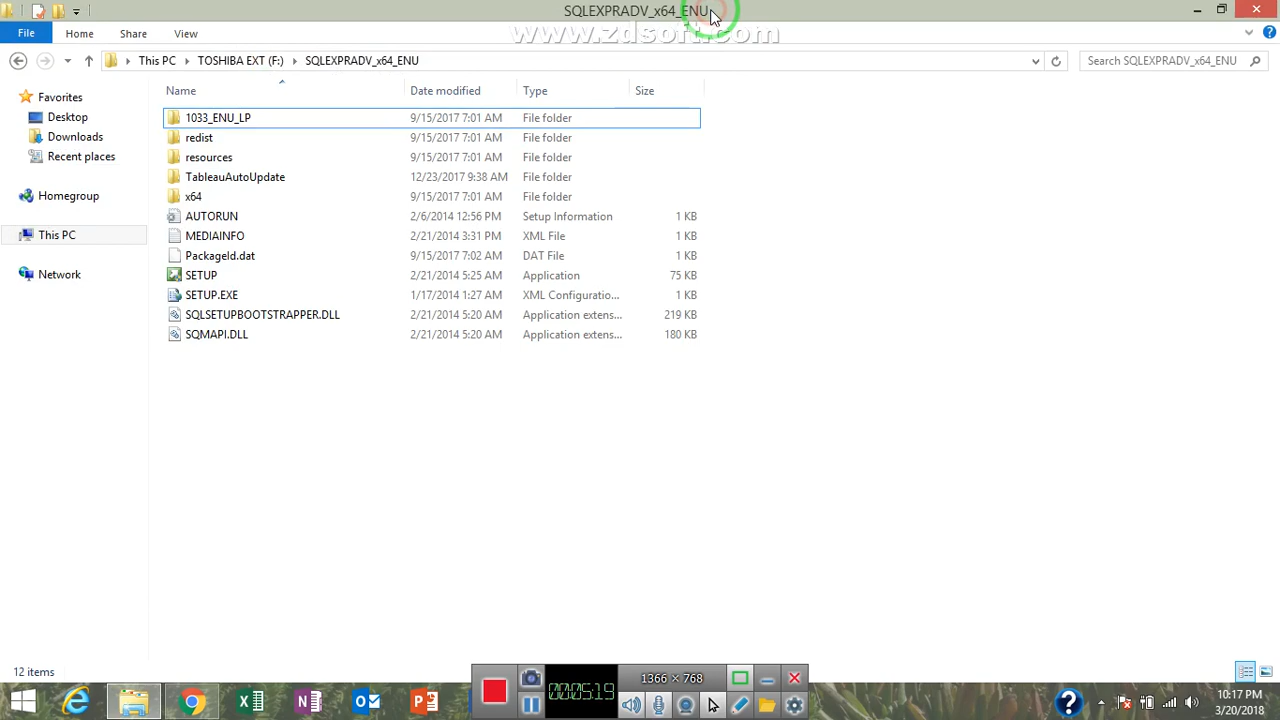 SQLEXPRADV_x64_ENU
www.zdsoft.com
File Home Share View
This PC TOSHIBA EXT (F:) SQLEXPRADV_x64_ENU Search SQLEXPRADV_x64_ENU
Name Date modified Type Size
Favorites
Desktop
Downloads
Recent places
Homegroup
This PC
Network
1033_ENU_LP 9/15/2017 7:01 AM File folder
redist 9/15/2017 7:01 AM File folder
resources 9/15/2017 7:01 AM File folder
TableauAutoUpdate 12/23/2017 9:38 AM File folder
x64 9/15/2017 7:01 AM File folder
AUTORUN 2/6/2014 12:56 PM Setup Information 1 KB
MEDIAINFO 2/21/2014 3:31 PM XML File 1 KB
PackageId.dat 9/15/2017 7:02 AM DAT File 1 KB
SETUP 2/21/2014 5:25 AM Application 75 KB
SETUP.EXE 1/17/2014 1:27 AM XML Configuratio... 1 KB
SQLSETUPBOOTSTRAPPER.DLL 2/21/2014 5:20 AM Application extens... 219 KB
SQMAPI.DLL 2/21/2014 5:20 AM Application extens... 180 KB
12 items
1366 × 768
00:05:19
10:17 PM
3/20/2018